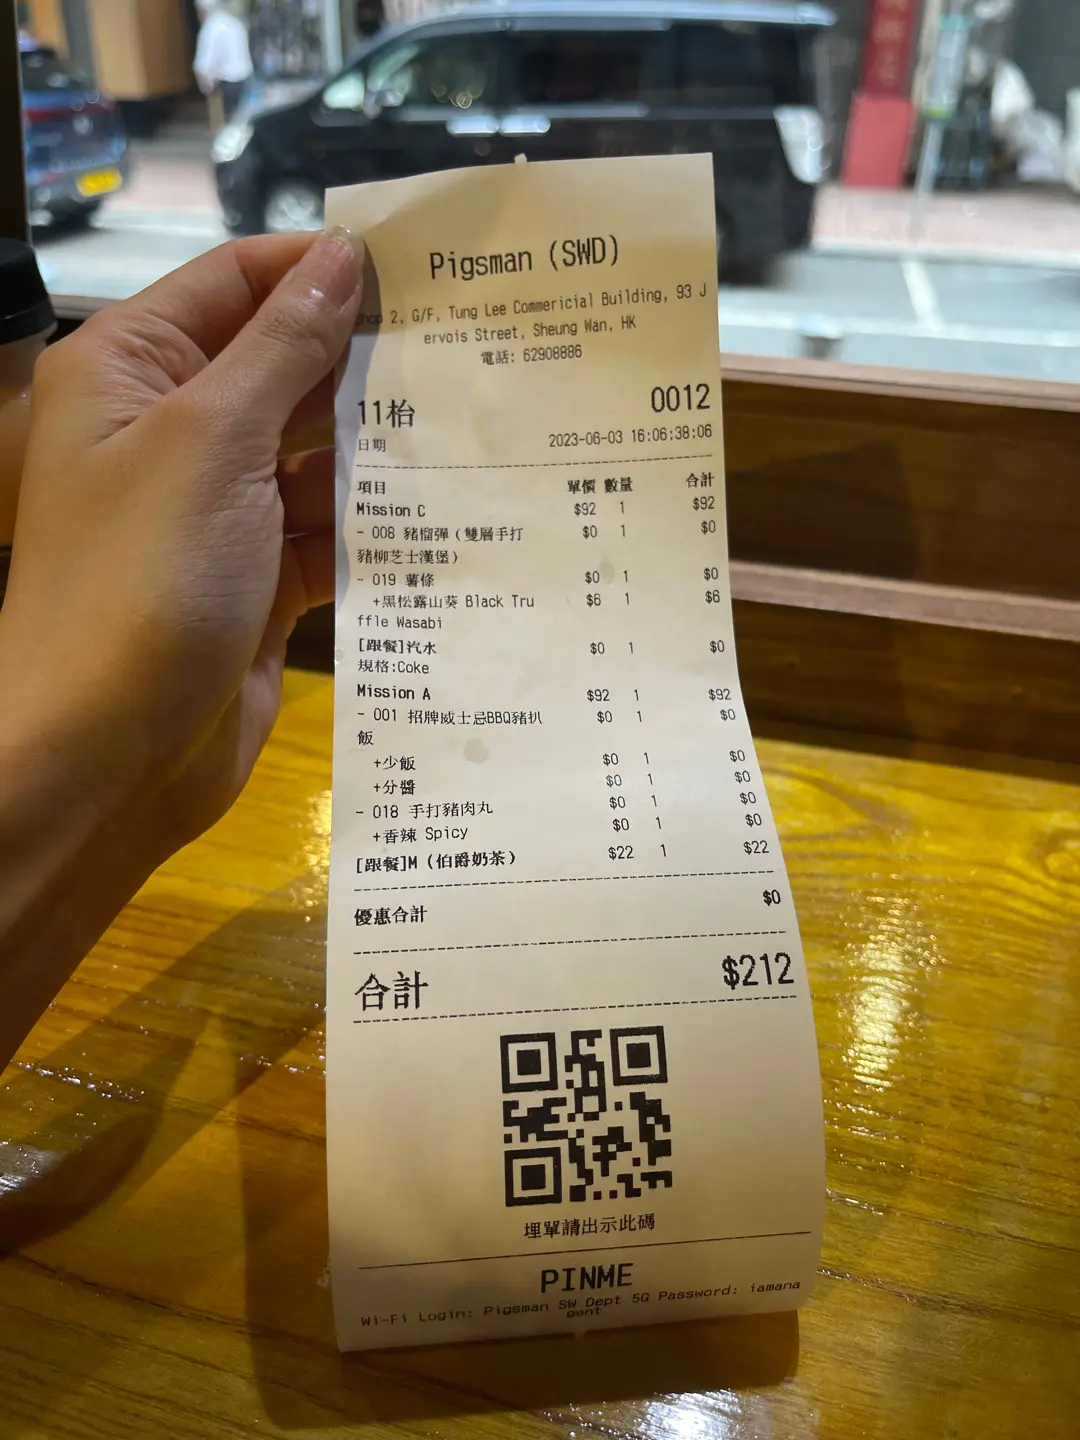 Pigsman (SWD)
Shop 2, G/F, Tung Lee Commericial Building, 93 J
ervois Street, Sheung Wan, HK
電話: 62908886
11枱 0012
日期 2023-06-03 16:06:38:06
項目 單價 數量 合計
Mission C $92 1 $92
- 008 豬榴彈(雙層手打 $0 1 $0
豬柳芝士漢堡)
- 019 薯條 $0 1 $0
+黑松露山葵 Black Tru $6 1 $6
ffle Wasabi
[跟餐]汽水 $0 1 $0
規格:Coke
Mission A $92 1 $92
- 001 招牌威士忌BBQ豬扒 $0 1 $0
飯
+少飯 $0 1 $0
+分醬 $0 1 $0
- 018 手打豬肉丸 $0 1 $0
+香辣 Spicy $0 1 $0
[跟餐]M(伯爵奶茶) $22 1 $22
優惠合計 $0
合計 $212
埋單請出示此碼
PINME
Wi-Fi Login: Pigsman SW Dept 5G Password: iamana
gent